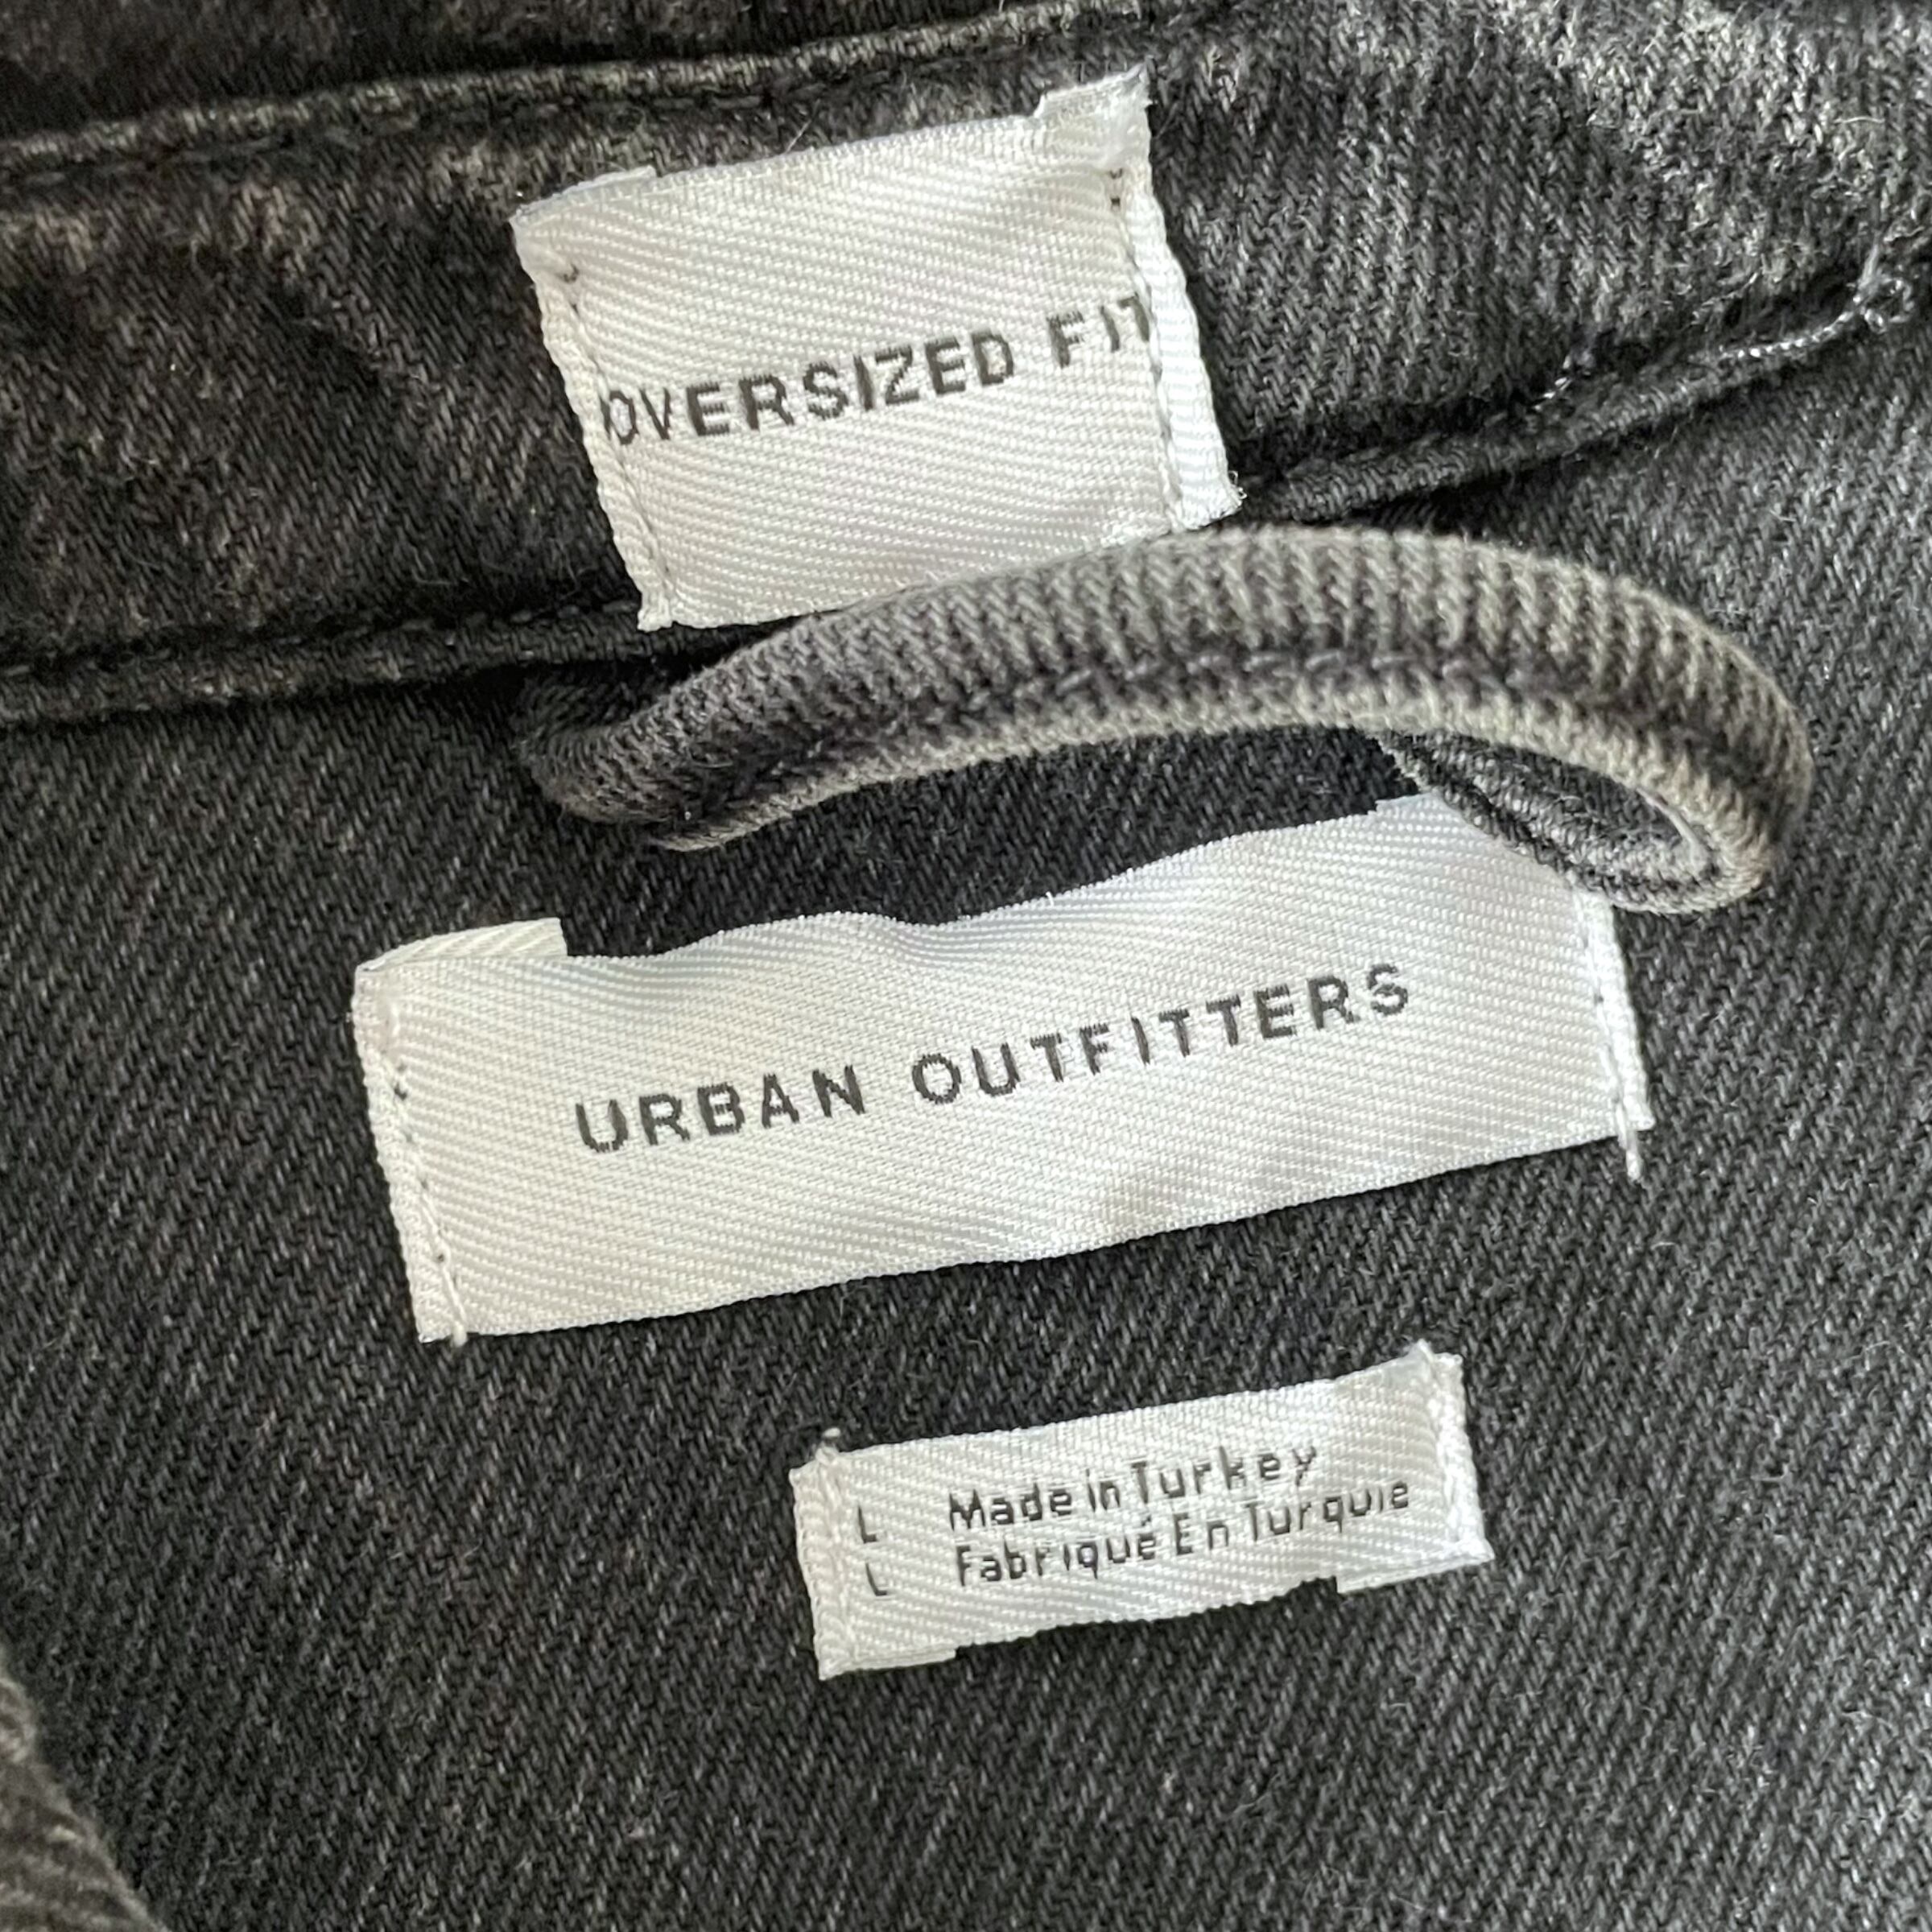 OVERSIZED FIT
URBAN OUTFITTERS
L Made in Turkey
L Fabriqué En Turquie